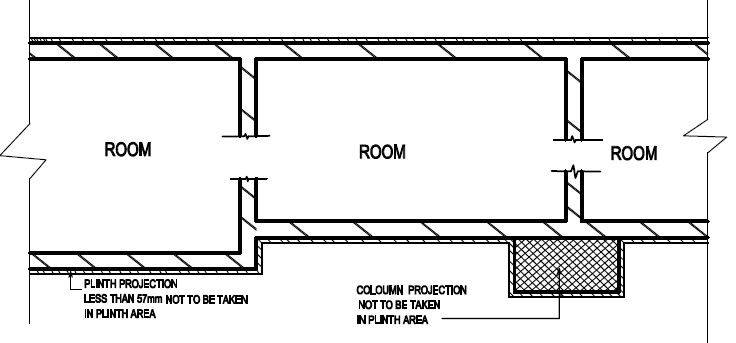 ROOM
ROOM
ROOM
PLINTH PROJECTION
LESS THAN 57mm NOT TO BE TAKEN
IN PLINTH AREA
COLOUMN PROJECTION
NOT TO BE TAKEN
IN PLINTH AREA